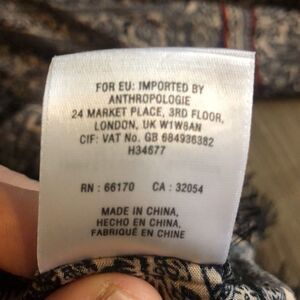 FOR EU: IMPORTED BY
ANTHROPOLOGIE
24 MARKET PLACE, 3RD FLOOR,
LONDON, UK W1W8AN
CIF: VAT No. GB 684936382
H34677
RN : 66170 CA : 32054
MADE IN CHINA,
HECHO EN CHINA,
FABRIQUÉ EN CHINE